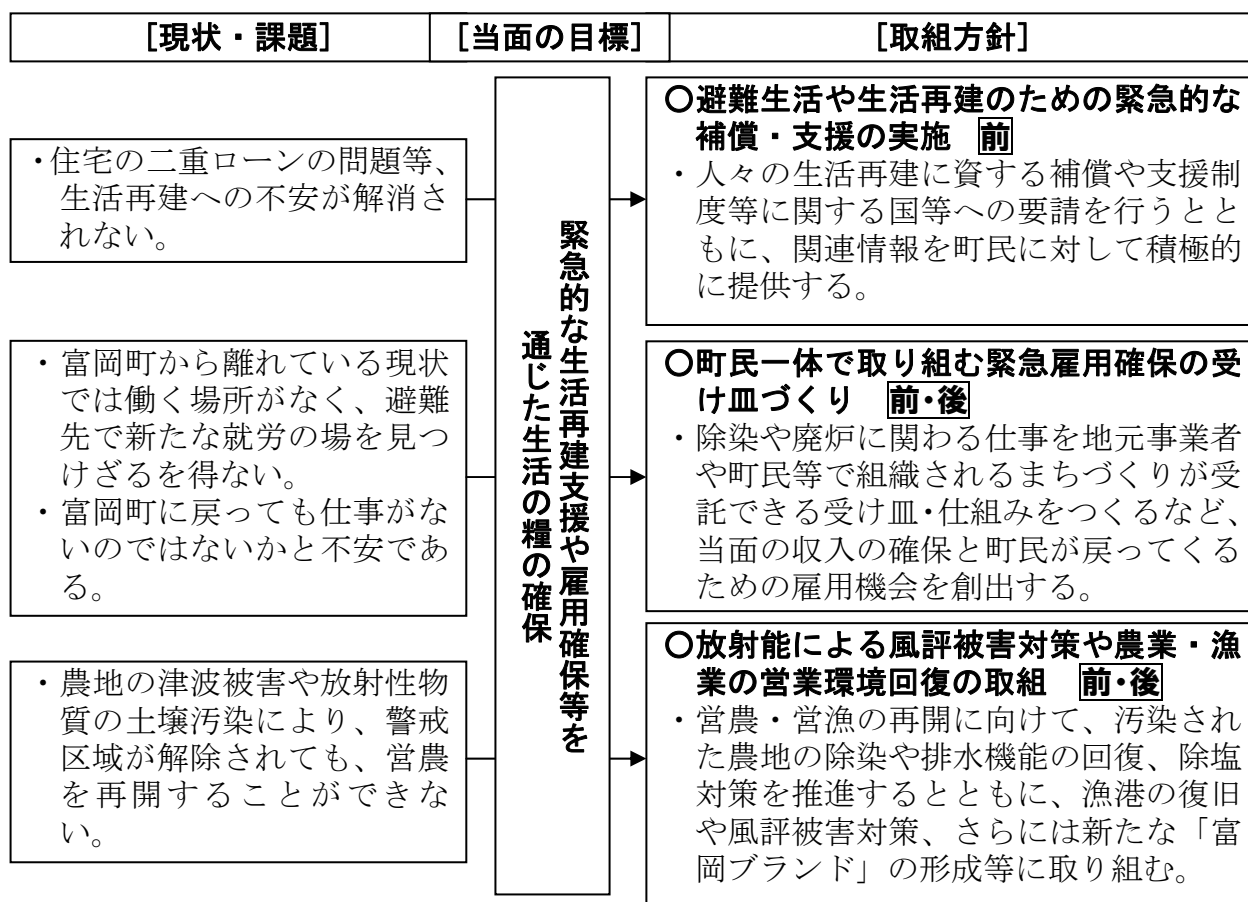 ［現状・課題］
［当面の目標］
［取組方針］
・住宅の二重ローンの問題等、
生活再建への不安が解消さ
れない。
・富岡町から離れている現状
では働く場所がなく、避難
先で新たな就労の場を見つ
けざるを得ない。
・富岡町に戻っても仕事がな
いのではないかと不安であ
る。
・農地の津波被害や放射性物
質の土壌汚染により、警戒
区域が解除されても、営農
を再開することができな
い。
緊急的な生活再建支援や雇用確保等を
通じた生活の糧の確保
○避難生活や生活再建のための緊急的な
補償・支援の実施　前
・人々の生活再建に資する補償や支援制
度等に関する国等への要請を行うとと
もに、関連情報を町民に対して積極的
に提供する。
○町民一体で取り組む緊急雇用確保の受
け皿づくり　前・後
・除染や廃炉に関わる仕事を地元事業者
や町民等で組織されるまちづくりが受
託できる受け皿・仕組みをつくるなど、
当面の収入の確保と町民が戻ってくる
ための雇用機会を創出する。
○放射能による風評被害対策や農業・漁
業の営業環境回復の取組　前・後
・営農・営漁の再開に向けて、汚染され
た農地の除染や排水機能の回復、除塩
対策を推進するとともに、漁港の復旧
や風評被害対策、さらには新たな「富
岡ブランド」の形成等に取り組む。